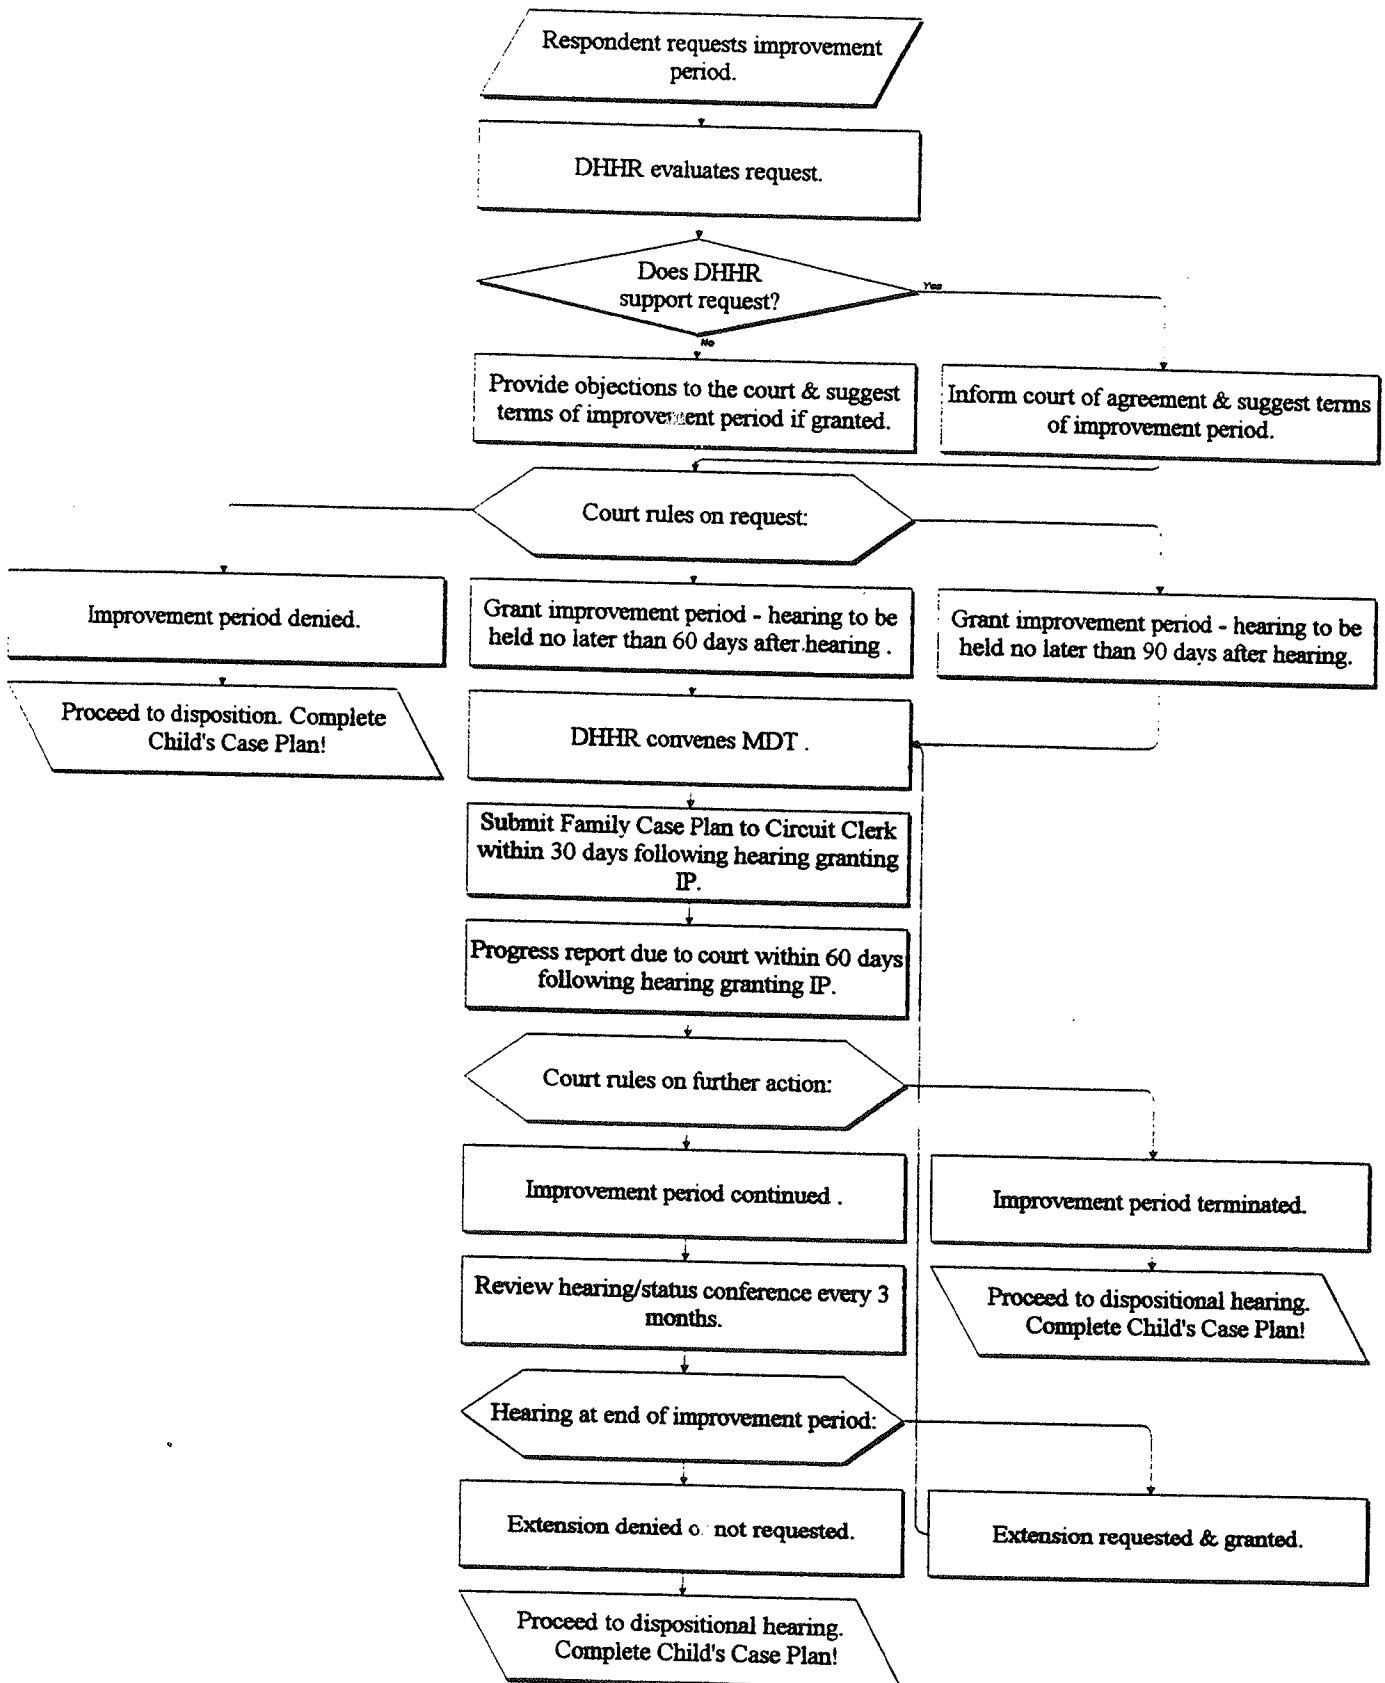 Respondent requests improvement
period.
DHHR evaluates request.
Does DHHR
support request?
Yes
No
Provide objections to the court & suggest
terms of improvement period if granted.
Inform court of agreement & suggest terms
of improvement period.
Court rules on request:
Improvement period denied.
Grant improvement period - hearing to be
held no later than 60 days after hearing .
Grant improvement period - hearing to be
held no later than 90 days after hearing.
Proceed to disposition. Complete
Child's Case Plan!
DHHR convenes MDT .
Submit Family Case Plan to Circuit Clerk
within 30 days following hearing granting
IP.
Progress report due to court within 60 days
following hearing granting IP.
Court rules on further action:
Improvement period continued .
Improvement period terminated.
Review hearing/status conference every 3
months.
Proceed to dispositional hearing.
Complete Child's Case Plan!
Hearing at end of improvement period:
Extension denied or not requested.
Extension requested & granted.
Proceed to dispositional hearing.
Complete Child's Case Plan!